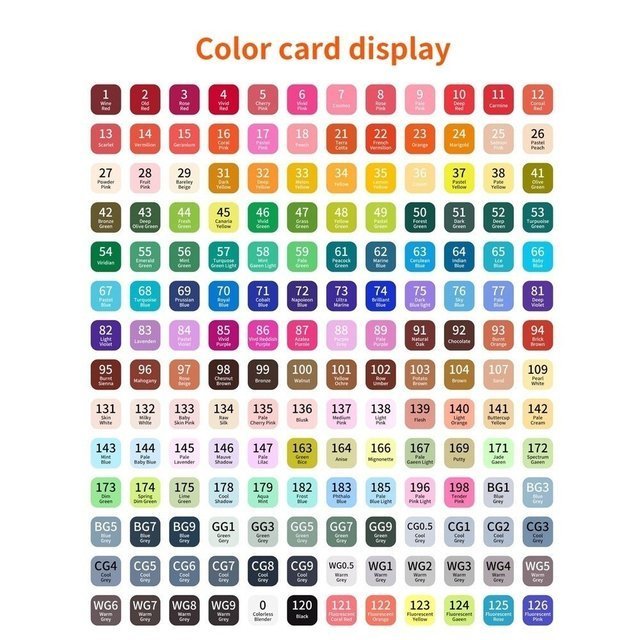 Color card display
1 Wine Red
2 Old Red
3 Rose Red
4 Vivid Red
5 Cherry Pink
6 Vivid Pink
7 Cosmos
8 Rose Pink
9 Pale Pink
10 Deep Red
11 Carmine
12 Coroal Red
13 Scarlet
14 Vermilion
15 Geranium
16 Coral Pink
17 Pastel Pink
18 Peach
21 Terra Cotta
22 French Vermilion
23 Orange
24 Marigold
25 Salmon Pink
26 Pastel Peach
27 Powder Pink
28 Fruit Pink
29 Bareley Beige
31 Dark Yellow
32 Deep Yellow
33 Melon Yellow
34 Yellow
35 Yellow
36
37 Pastel Yellow
38 Pale Yellow
41 Olive Green
42 Bronze Green
43 Deep Olive Green
44 Fresh Green
45 Canaria Yellow
46 Vivid Green
47 Grass Green
48 Yellow Green
49 Pastel Green
50 Forest Green
51 Dark Green
52 Deep Green
53 Turquoise Green
54 Viridian
55 Emerald Green
56 Mint Green
57 Turquose Green Light
58 Mint Gaeen Light
59 Pale Green
61 Peacock Green
62 Marine Blue
63 Cerulean Blue
64 Indian Blue
65 Lce Blue
66 Baby Blue
67 Pastel Blue
68 Turquoise Blue
69 Prussian Blue
70 Royal Blue
71 Cobalt Blue
72 Napoleon Blue
73 Ultra Marine
74 Brilliant Blue
75 Dark Blue light
76 Sky Blue
77 Pale Blue
81 Deep Violet
82 Light Violet
83 Lavenden
84 Pastel Violet
85 Vivid Purple
86 Vivid Reddish Purple
87 Azalea Purple
88 Purple Grey
89 Pale Purple
91 Natural Oak
92 Chocolate
93 Burnt Orange
94 Brick Brown
95 Burnt Sienna
96 Mahogany
97 Rose Beige
98 Chesnut Brown
99 Bronze
100 Walnut
101 Yellow Ochre
102 Row Umber
103 Potato Brown
104 Brown
107 Sand
109 Pearl White
131 Skin White
132 Milky White
133 Baby Skin Pink
134 Raw Silk
135 Pale Cherry Pink
136 Blusk
137 Medium Pink
138 Light Pink
139 Flesh
140 Light Orange
141 Buttercup Yellow
142 Pale Cream
143 Mint Blue
144 Pale Baby Blue
145 Pale Lavender
146 Mauve Shadow
147 Pale Lilac
163 Green Bice
164 Anise
166 Mignonette
167 Pale Gaeen Light
169 Putty
171 Jade Gaeen
172 Spectrum Gaeen
173 Dim Green
174 Spring Dim Green
175 Lime Green
178 Cool Shadow
179 Aqua Mint
182 Frost Blue
183 Phthalo Blue
185 Pale Blue Light
196 Pale Pink Light
198 Tender Pink
BG1 Blue Grey
BG3 Blue Grey
BG5 Blue Grey
BG7 Blue Grey
BG9 Blue Grey
GG1 Green Grey
GG3 Green Grey
GG5 Green Grey
GG7 Green Grey
GG9 Green Grey
CG0.5 Cool Grey
CG1 Cool Grey
CG2 Cool Grey
CG3 Cool Grey
CG4 Cool Grey
CG5 Cool Grey
CG6 Cool Grey
CG7 Cool Grey
CG8 Cool Grey
CG9 Cool Grey
WG0.5 Warm Grey
WG1 Warm Grey
WG2 Warm Grey
WG3 Warm Grey
WG4 Warm Grey
WG5 Warm Grey
WG6 Warm Grey
WG7 Warm Grey
WG8 Warm Grey
WG9 Warm Grey
0 Colorless Blender
120 Black
121 Fluorescent Coral Red
122 Fluorescent Orange
123 Fluorescent Yellow
124 Fluorescent Gaeen
125 Fluorescent Rose
126 Fluorescent Pink